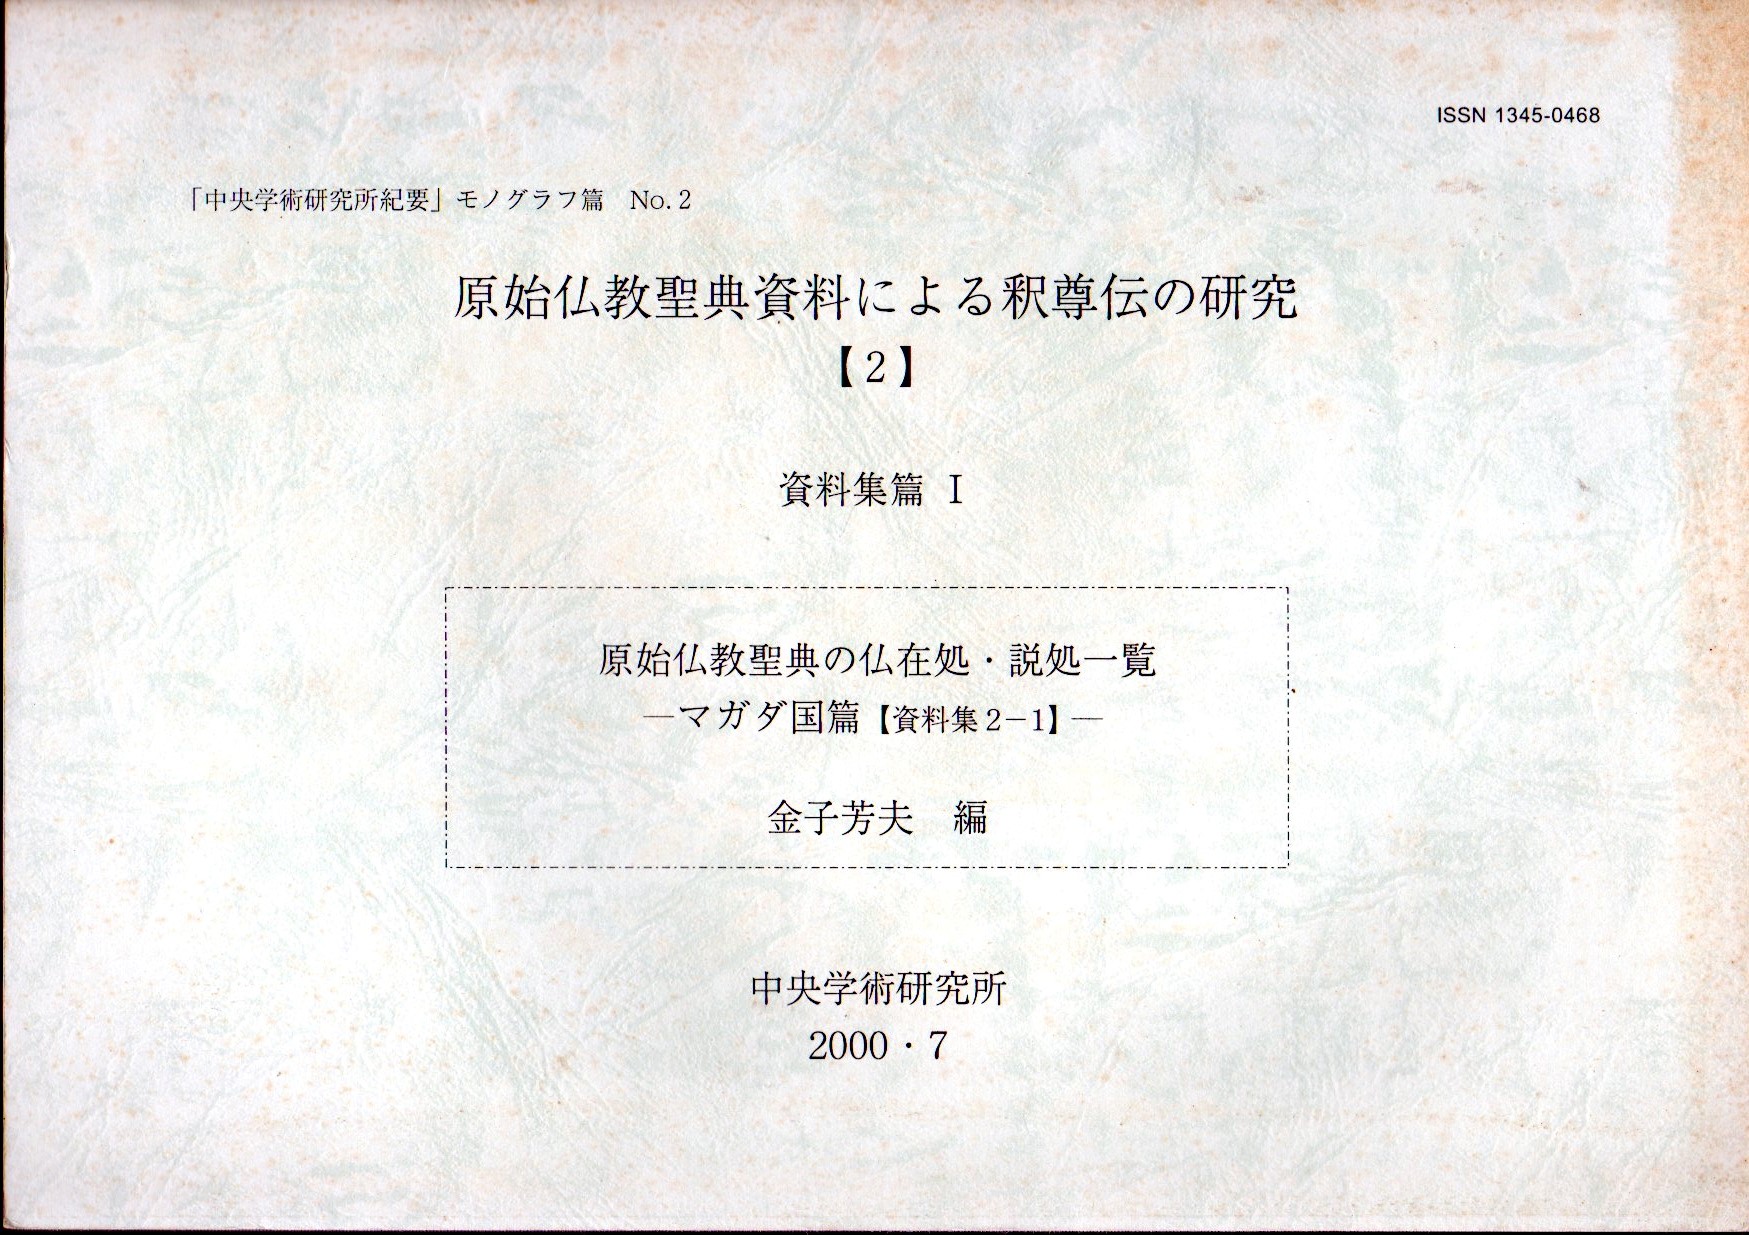 ISSN 1345-0468
「中央学術研究所紀要」モノグラフ篇 No. 2
原始仏教聖典資料による釈尊伝の研究
【2】
資料集篇 Ⅰ
原始仏教聖典の仏在処・説処一覧
―マガダ国篇【資料集2－1】―
金子芳夫 編
中央学術研究所
2000・7